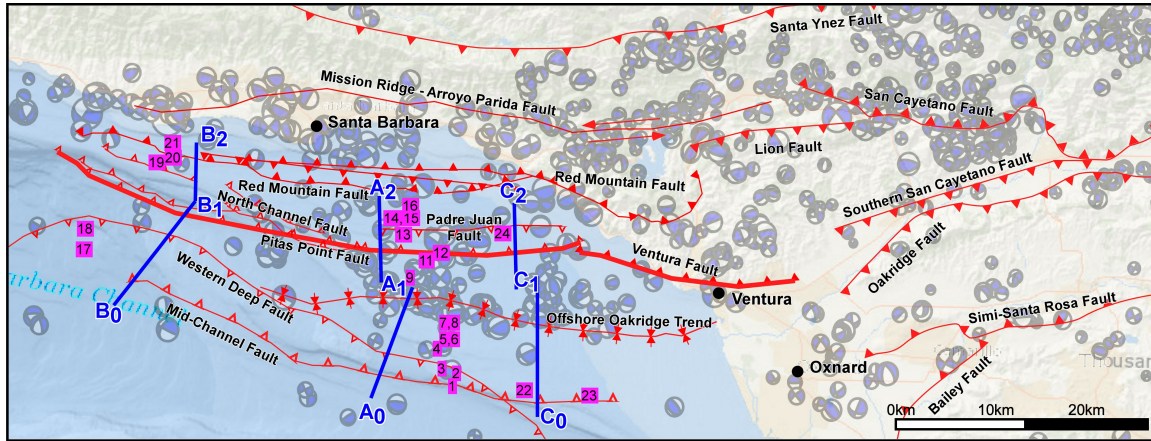 Santa Ynez Fault
Mission Ridge - Arroyo Parida Fault
San Cayetano Fault
Santa Barbara
Lion Fault
B2
21
19 20
Red Mountain Fault
A2
C2
Red Mountain Fault
Southern San Cayetano Fault
B1
North Channel Fault
16
14,15
13
Padre Juan
Fault
24
18
17
Pitas Point Fault
12
11
Ventura Fault
Oakridge Fault
Western Deep Fault
9
A1
C1
Ventura
arbara Channel
B0
Mid-Channel Fault
7,8
5,6
4
Offshore Oakridge Trend
Simi-Santa Rosa Fault
3
2
1
22
23
Oxnard
Thousan
Bailey Fault
A0
C0
0km
10km
20km